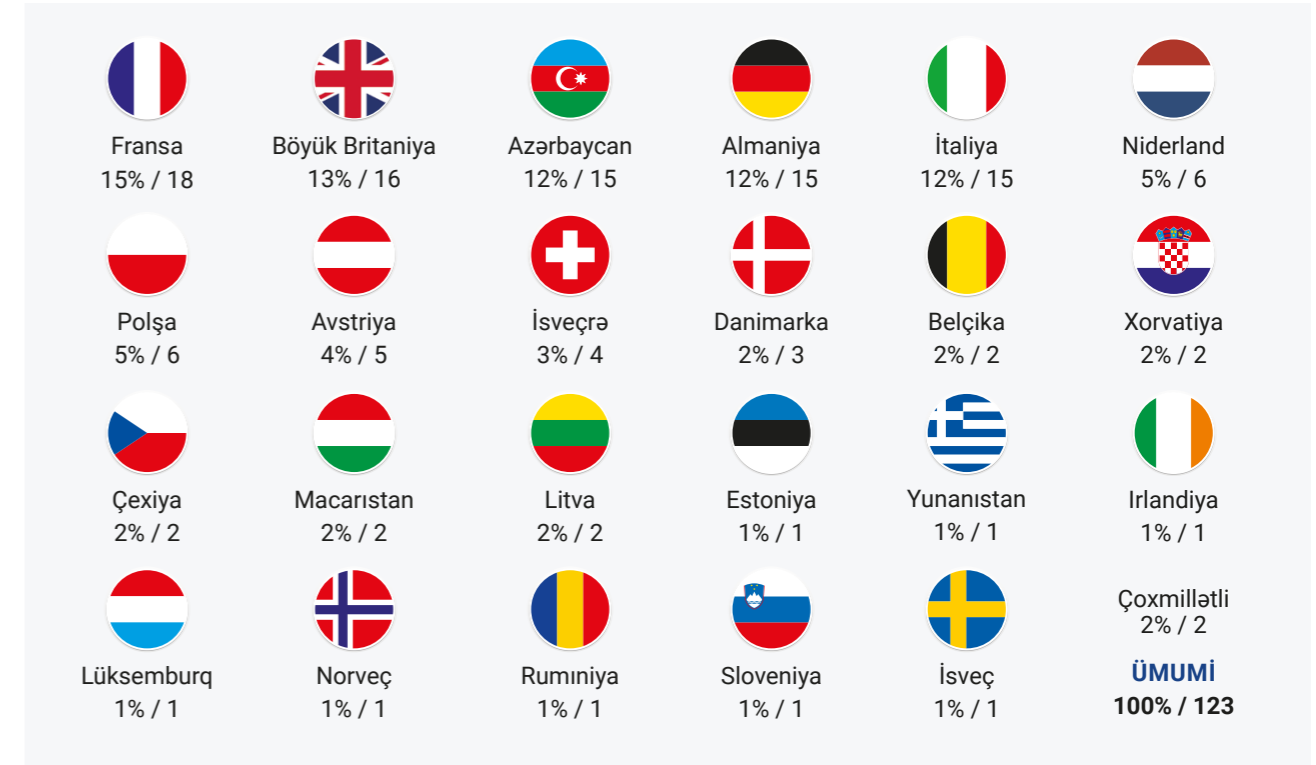 Fransa
15% / 18
Böyük Britaniya
13% / 16
Azərbaycan
12% / 15
Almaniya
12% / 15
İtaliya
12% / 15
Niderland
5% / 6
Polşa
5% / 6
Avstriya
4% / 5
İsveçrə
3% / 4
Danimarka
2% / 3
Belçika
2% / 2
Xorvatiya
2% / 2
Çexiya
2% / 2
Macarıstan
2% / 2
Litva
2% / 2
Estoniya
1% / 1
Yunanıstan
1% / 1
Irlandiya
1% / 1
Lüksemburq
1% / 1
Norveç
1% / 1
Rumıniya
1% / 1
Sloveniya
1% / 1
İsveç
1% / 1
Çoxmillətli
2% / 2
ÜMUMİ
100% / 123